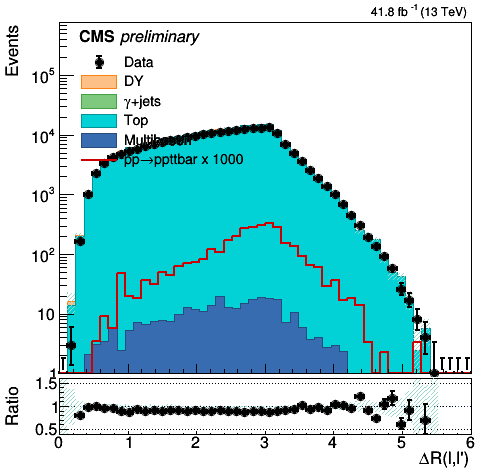 41.8 fb⁻¹ (13 TeV)
Events
CMS preliminary
Data
DY
γ+jets
Top
Multiboson
pp→ppttbar x 1000
10⁵
10⁴
10³
10²
10
1
Ratio
1.5
1
0.5
0 1 2 3 4 5 6
ΔR(l,l')